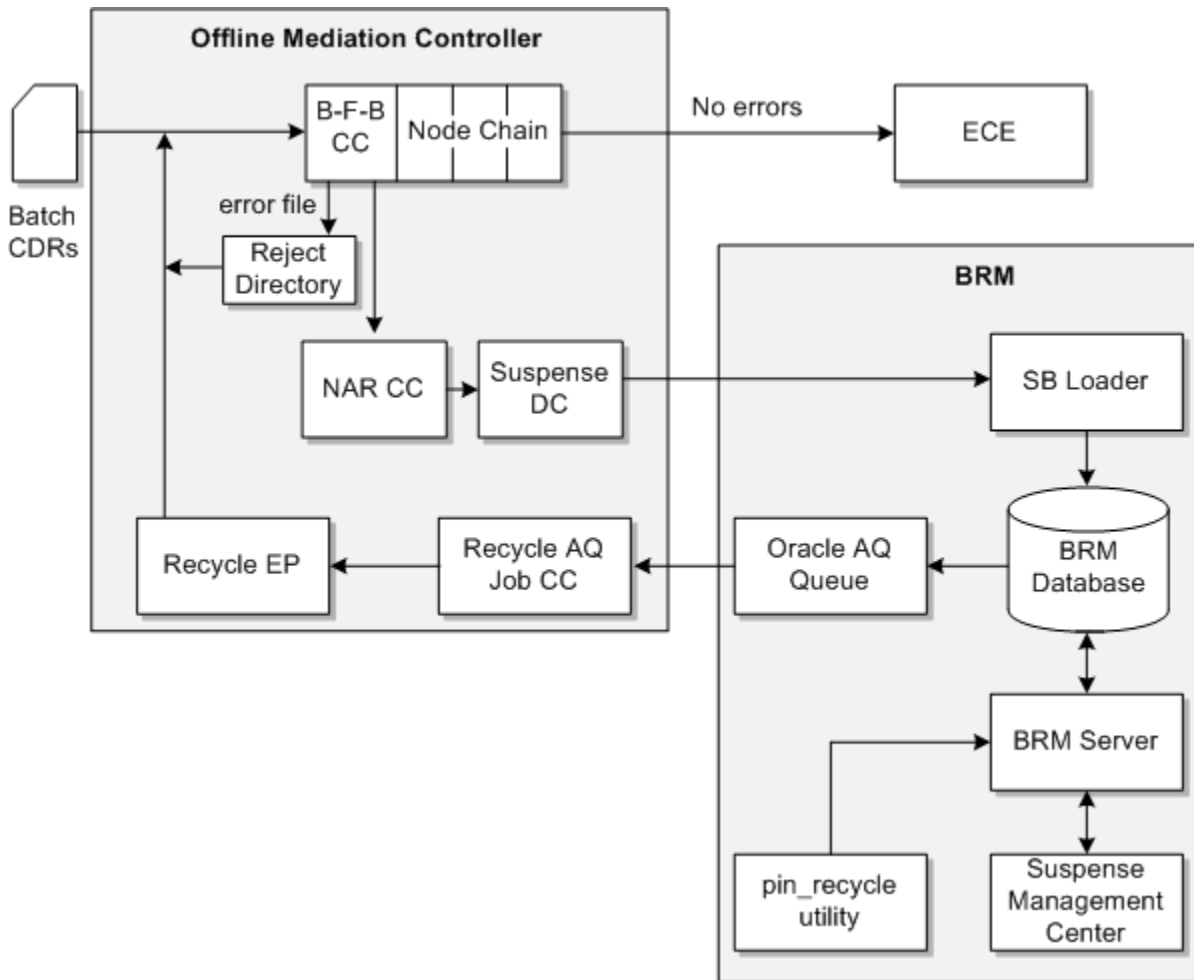 Offline Mediation Controller
B-F-B
CC
Node Chain
No errors
ECE
Batch
CDRs
error file
Reject
Directory
BRM
NAR CC
Suspense
DC
SB Loader
Recycle EP
Recycle AQ
Job CC
Oracle AQ
Queue
BRM
Database
BRM Server
pin_recycle
utility
Suspense
Management
Center